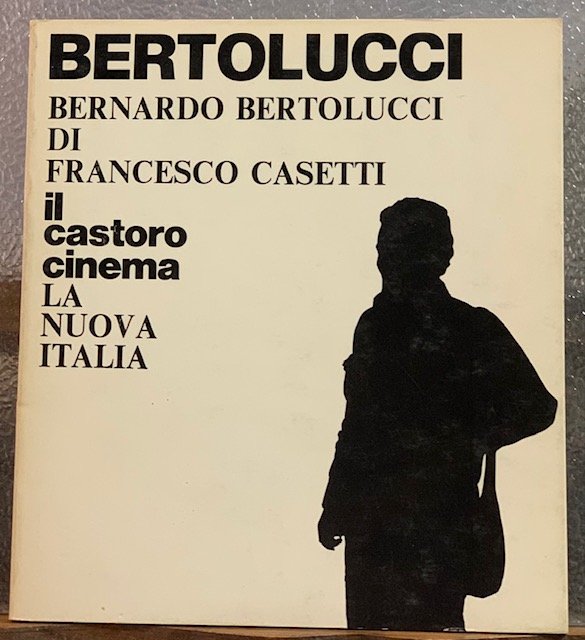 BERTOLUCCI
BERNARDO BERTOLUCCI
DI
FRANCESCO CASETTI
il
castoro
cinema
LA
NUOVA
ITALIA